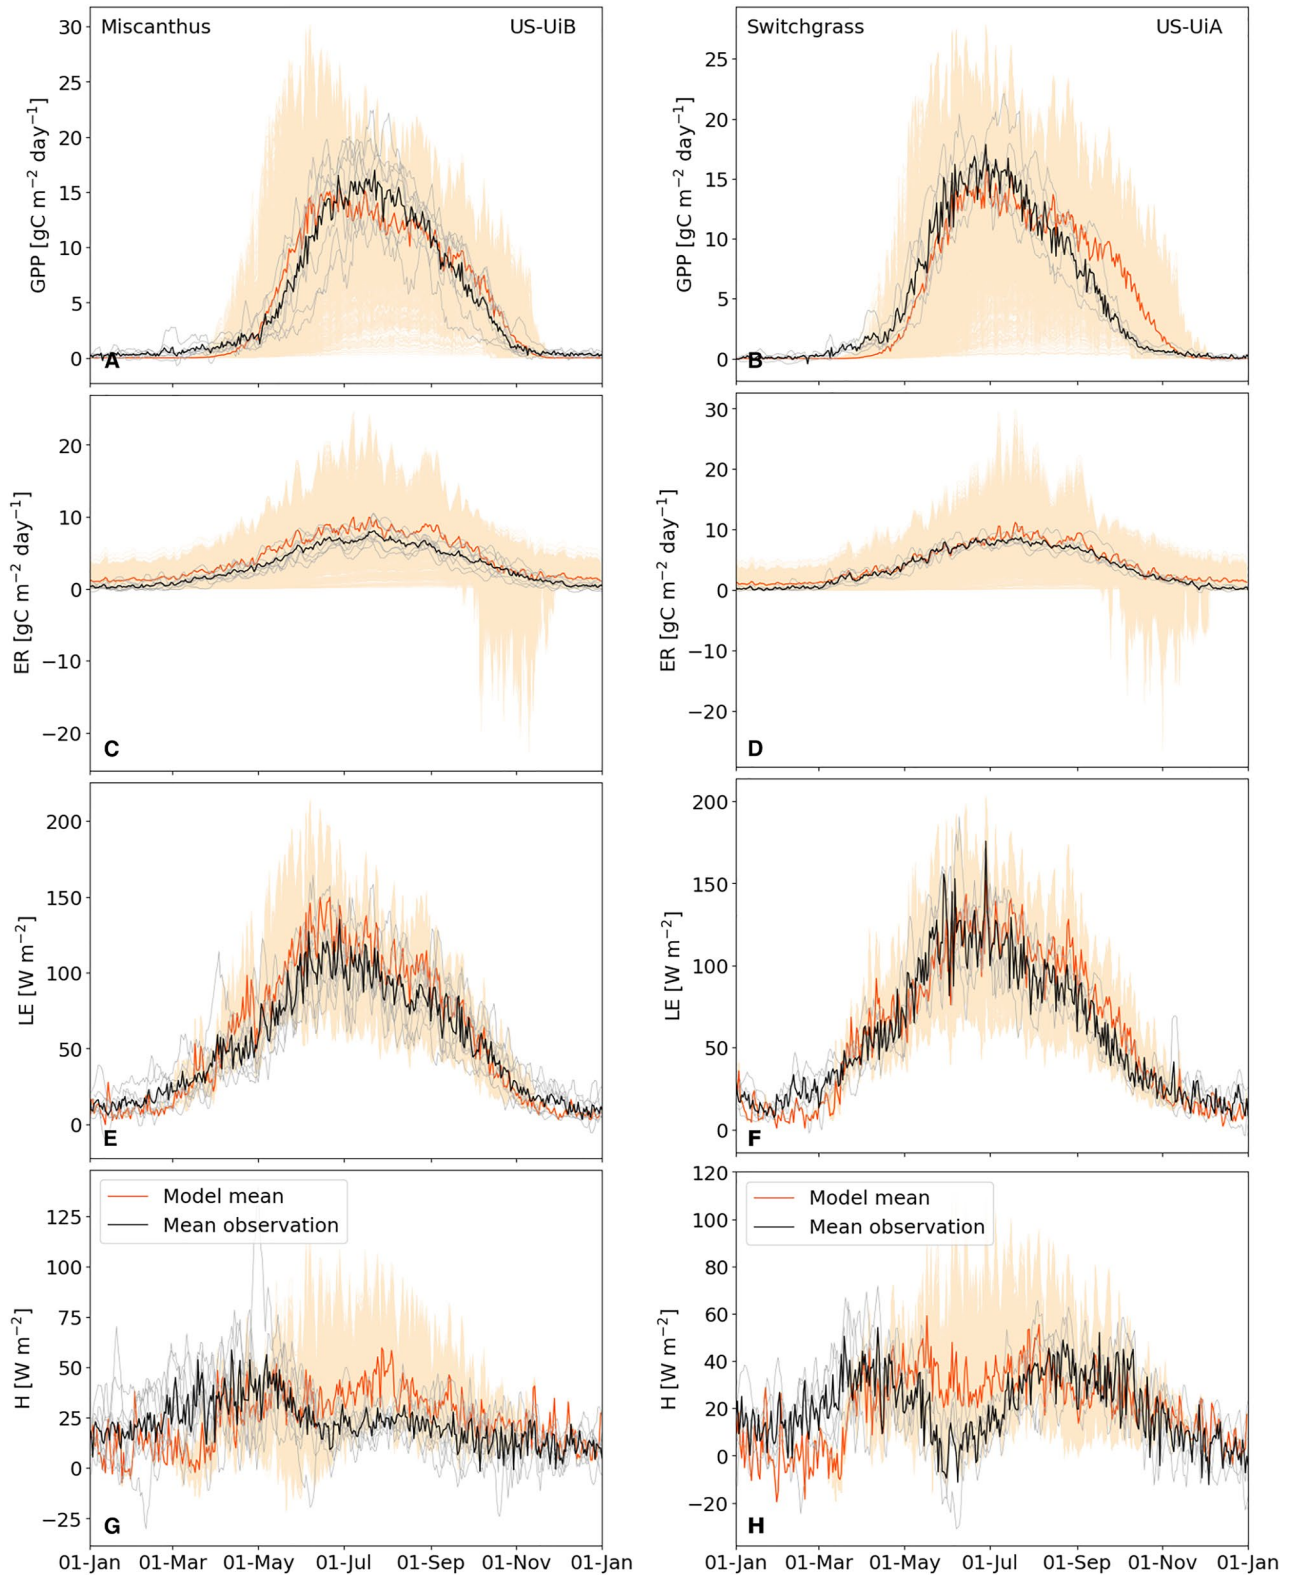 Miscanthus US-UiB
30
25
20
15
10
5
0
GPP [gC m⁻² day⁻¹]
A
Switchgrass US-UiA
25
20
15
10
5
0
GPP [gC m⁻² day⁻¹]
B
20
10
0
−10
−20
ER [gC m⁻² day⁻¹]
C
30
20
10
0
−10
−20
ER [gC m⁻² day⁻¹]
D
200
150
100
50
0
LE [W m⁻²]
E
200
150
100
50
0
LE [W m⁻²]
F
Model mean
Mean observation
125
100
75
50
25
0
−25
H [W m⁻²]
G
01-Jan 01-Mar 01-May 01-Jul 01-Sep 01-Nov 01-Jan
Model mean
Mean observation
120
100
80
60
40
20
0
−20
H [W m⁻²]
H
01-Jan 01-Mar 01-May 01-Jul 01-Sep 01-Nov 01-Jan